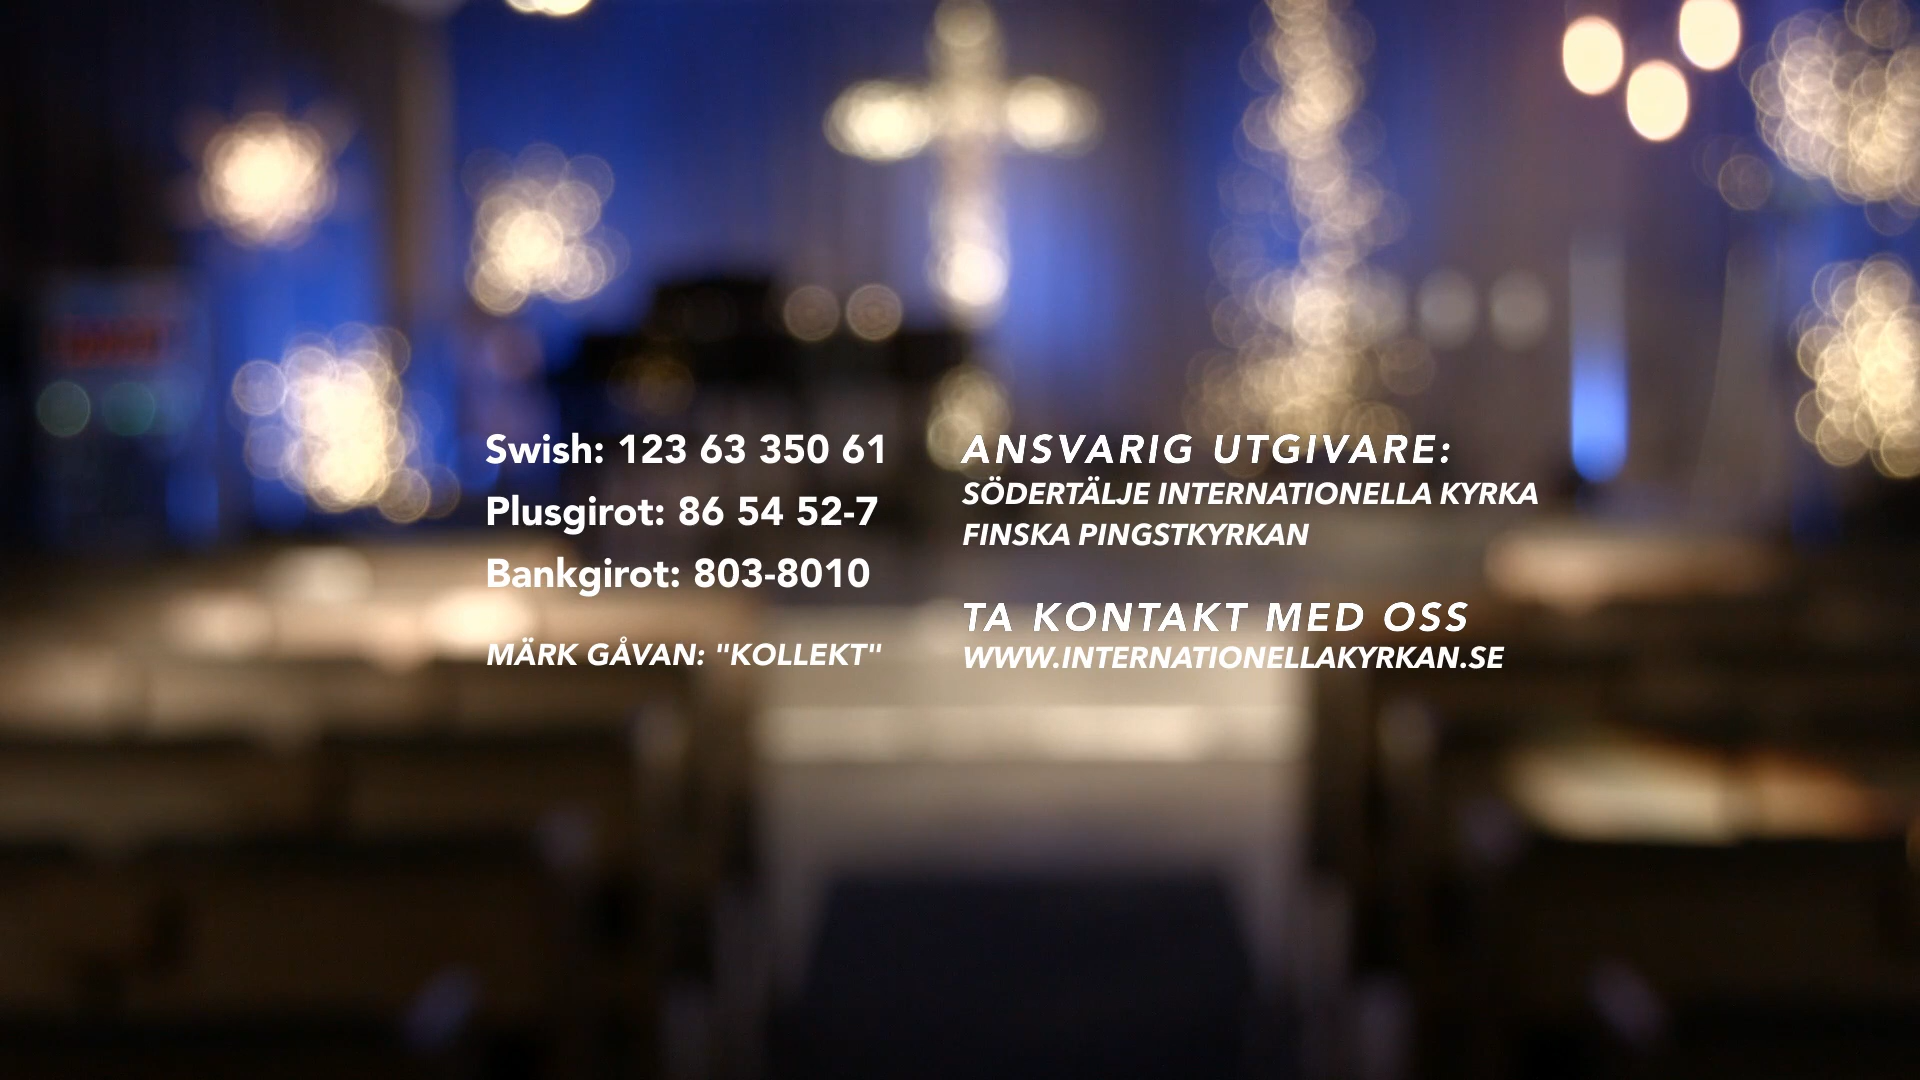 Swish: 123 63 350 61
Plusgirot: 86 54 52-7
Bankgirot: 803-8010
MÄRK GÅVAN: "KOLLEKT"
ANSVARIG UTGIVARE:
SÖDERTÄLJE INTERNATIONELLA KYRKA
FINSKA PINGSTKYRKAN
TA KONTAKT MED OSS
WWW.INTERNATIONELLAKYRKAN.SE